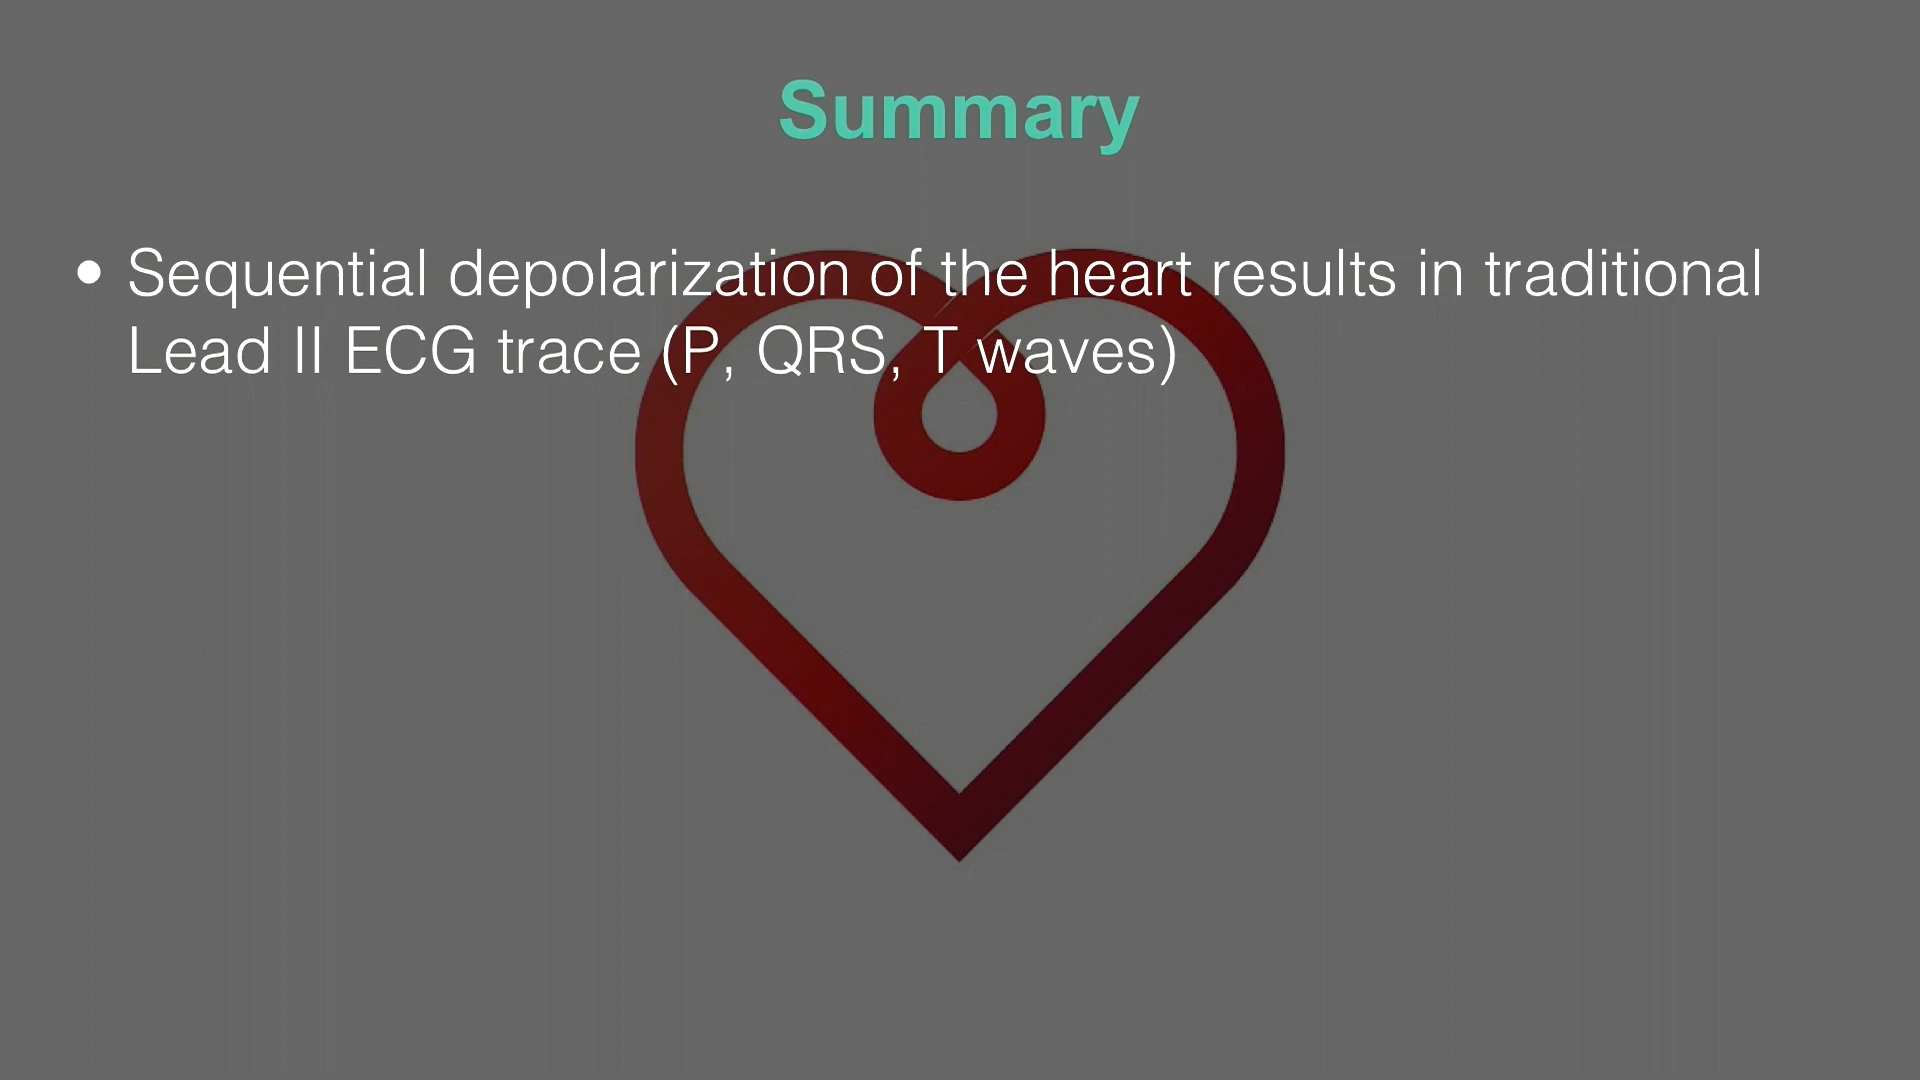 Summary
• Sequential depolarization of the heart results in traditional
Lead II ECG trace (P, QRS, T waves)